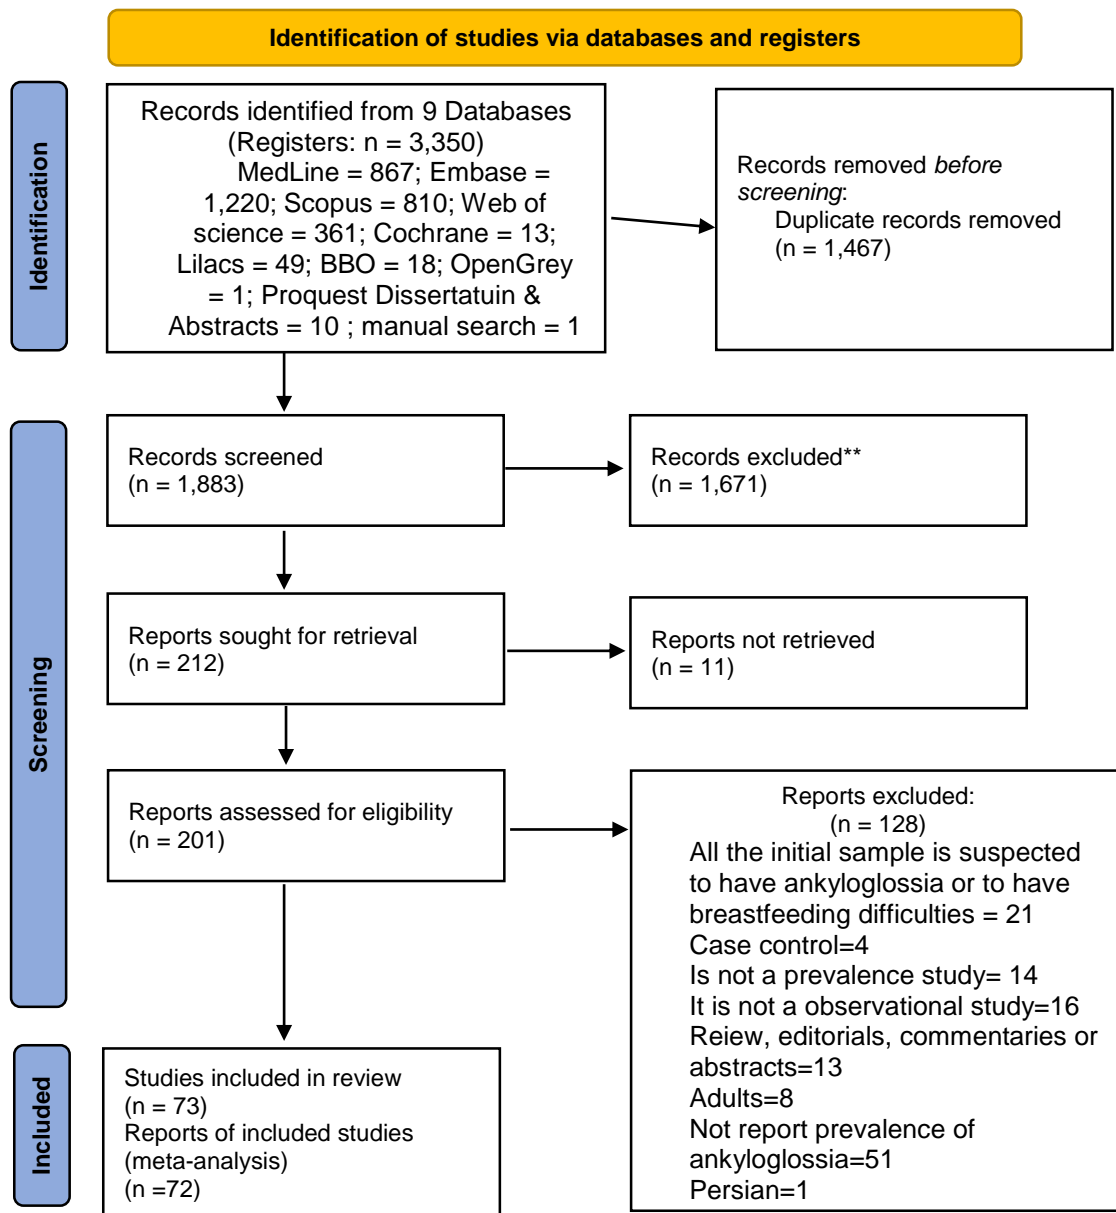 Identification of studies via databases and registers
Identification
Records identified from 9 Databases
(Registers: n = 3,350)
MedLine = 867; Embase =
1,220; Scopus = 810; Web of
science = 361; Cochrane = 13;
Lilacs = 49; BBO = 18; OpenGrey
= 1; Proquest Dissertatuin &
Abstracts = 10 ; manual search = 1
Records removed before
screening:
Duplicate records removed
(n = 1,467)
Screening
Records screened
(n = 1,883)
Records excluded**
(n = 1,671)
Reports sought for retrieval
(n = 212)
Reports not retrieved
(n = 11)
Reports assessed for eligibility
(n = 201)
Reports excluded:
(n = 128)
All the initial sample is suspected
to have ankyloglossia or to have
breastfeeding difficulties = 21
Case control=4
Is not a prevalence study= 14
It is not a observational study=16
Reiew, editorials, commentaries or
abstracts=13
Adults=8
Not report prevalence of
ankyloglossia=51
Persian=1
Included
Studies included in review
(n = 73)
Reports of included studies
(meta-analysis)
(n =72)